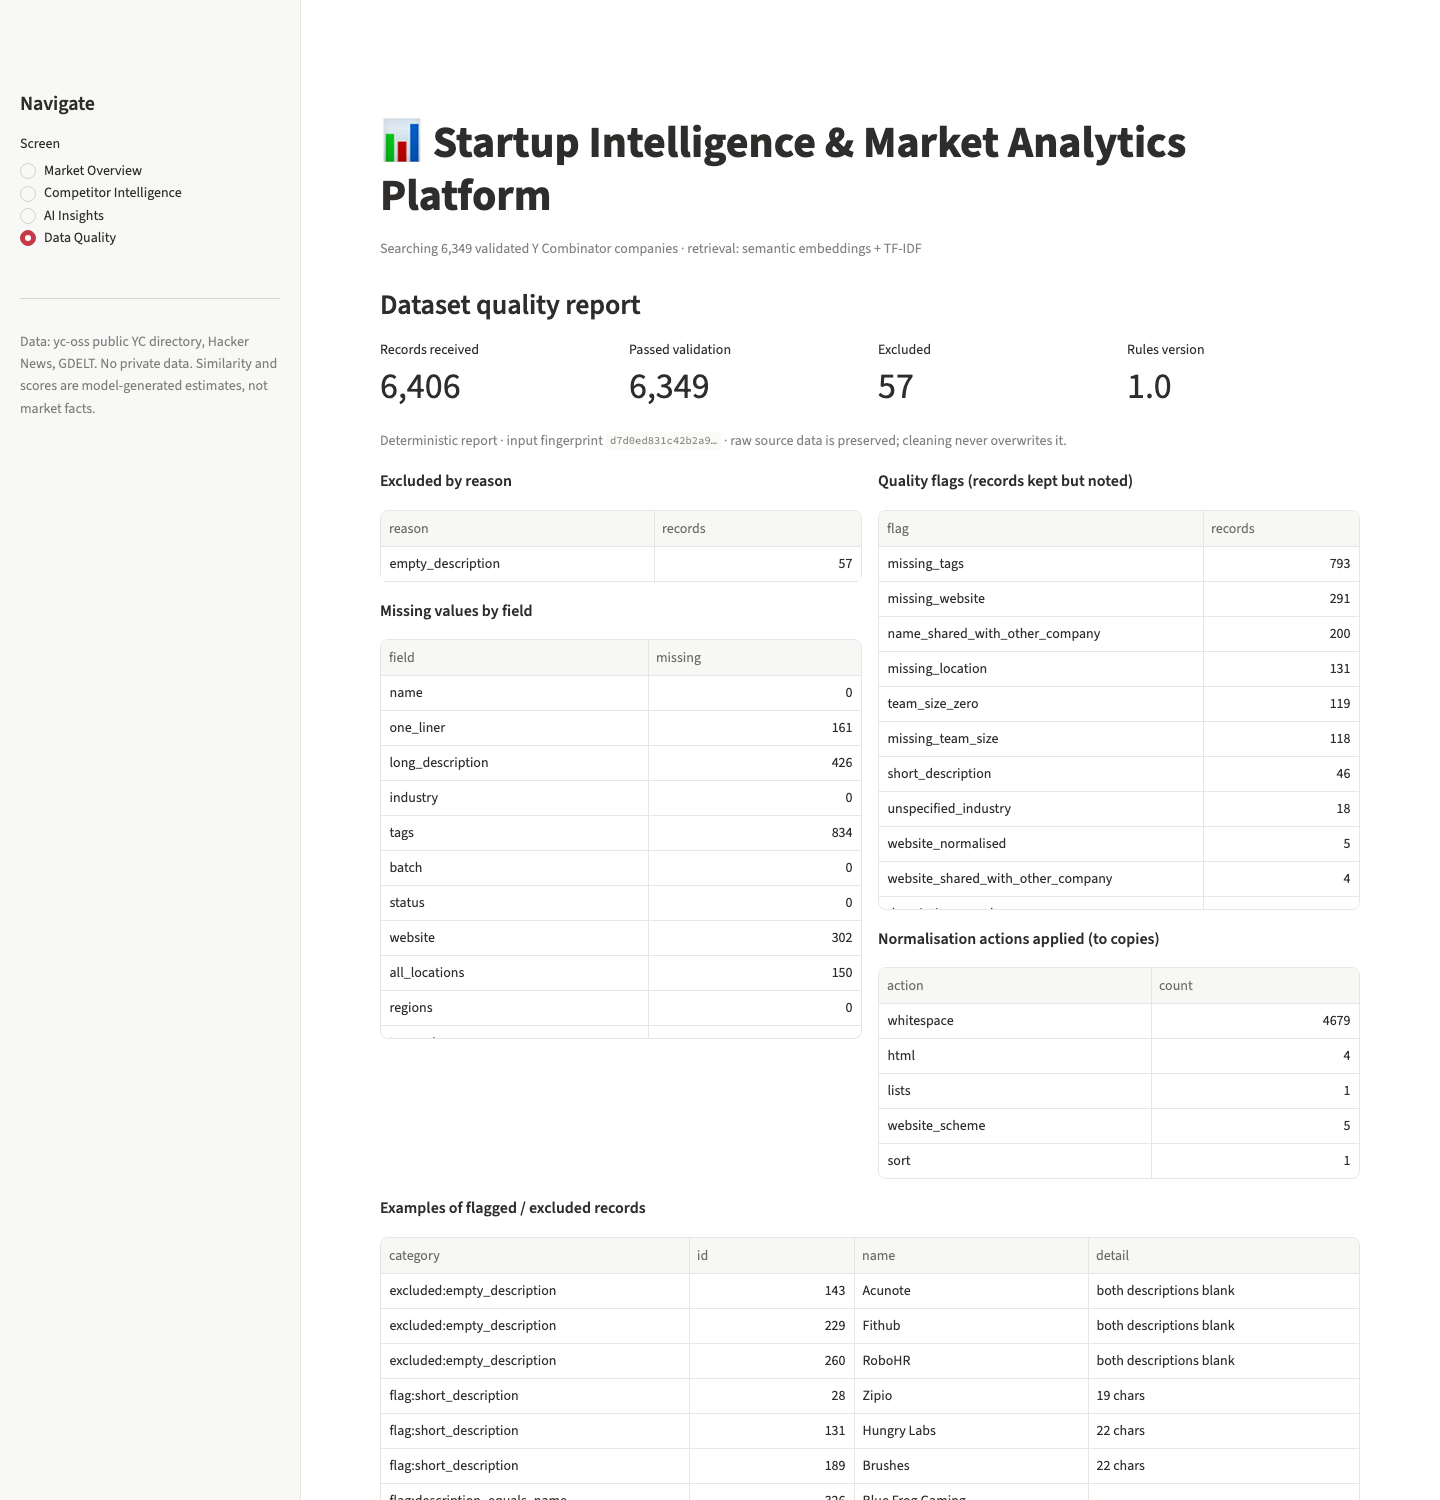 Navigate
Screen
Market Overview
Competitor Intelligence
AI Insights
Data Quality
Data: yc-oss public YC directory, Hacker
News, GDELT. No private data. Similarity and
scores are model-generated estimates, not
market facts.
Startup Intelligence & Market Analytics
Platform
Searching 6,349 validated Y Combinator companies · retrieval: semantic embeddings + TF-IDF
Dataset quality report
Records received
6,406
Passed validation
6,349
Excluded
57
Rules version
1.0
Deterministic report · input fingerprint d7d0ed831c42b2a9… · raw source data is preserved; cleaning never overwrites it.
Excluded by reason
reason records
empty_description 57
Missing values by field
field missing
name 0
one_liner 161
long_description 426
industry 0
tags 834
batch 0
status 0
website 302
all_locations 150
regions 0
Quality flags (records kept but noted)
flag records
missing_tags 793
missing_website 291
name_shared_with_other_company 200
missing_location 131
team_size_zero 119
missing_team_size 118
short_description 46
unspecified_industry 18
website_normalised 5
website_shared_with_other_company 4
Normalisation actions applied (to copies)
action count
whitespace 4679
html 4
lists 1
website_scheme 5
sort 1
Examples of flagged / excluded records
category id name detail
excluded:empty_description 143 Acunote both descriptions blank
excluded:empty_description 229 Fithub both descriptions blank
excluded:empty_description 260 RoboHR both descriptions blank
flag:short_description 28 Zipio 19 chars
flag:short_description 131 Hungry Labs 22 chars
flag:short_description 189 Brushes 22 chars